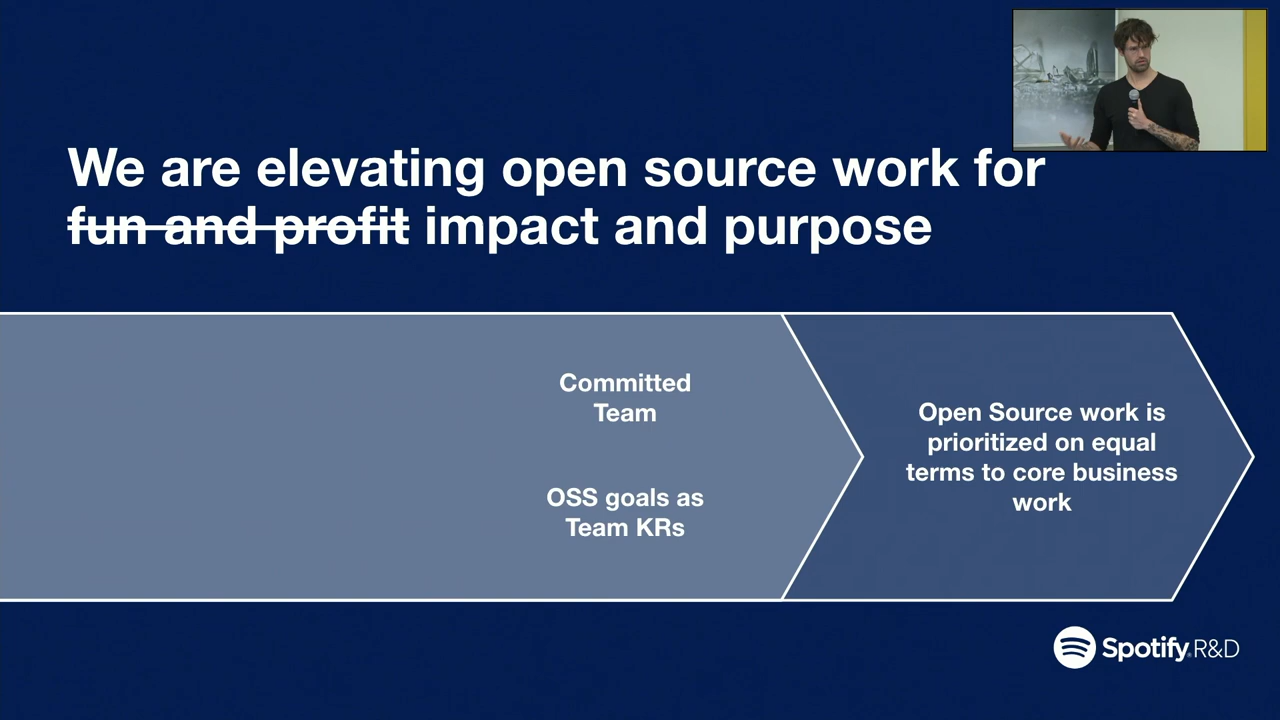 We are elevating open source work for
fun and profit impact and purpose
Committed
Team
OSS goals as
Team KRs
Open Source work is
prioritized on equal
terms to core business
work
Spotify R&D